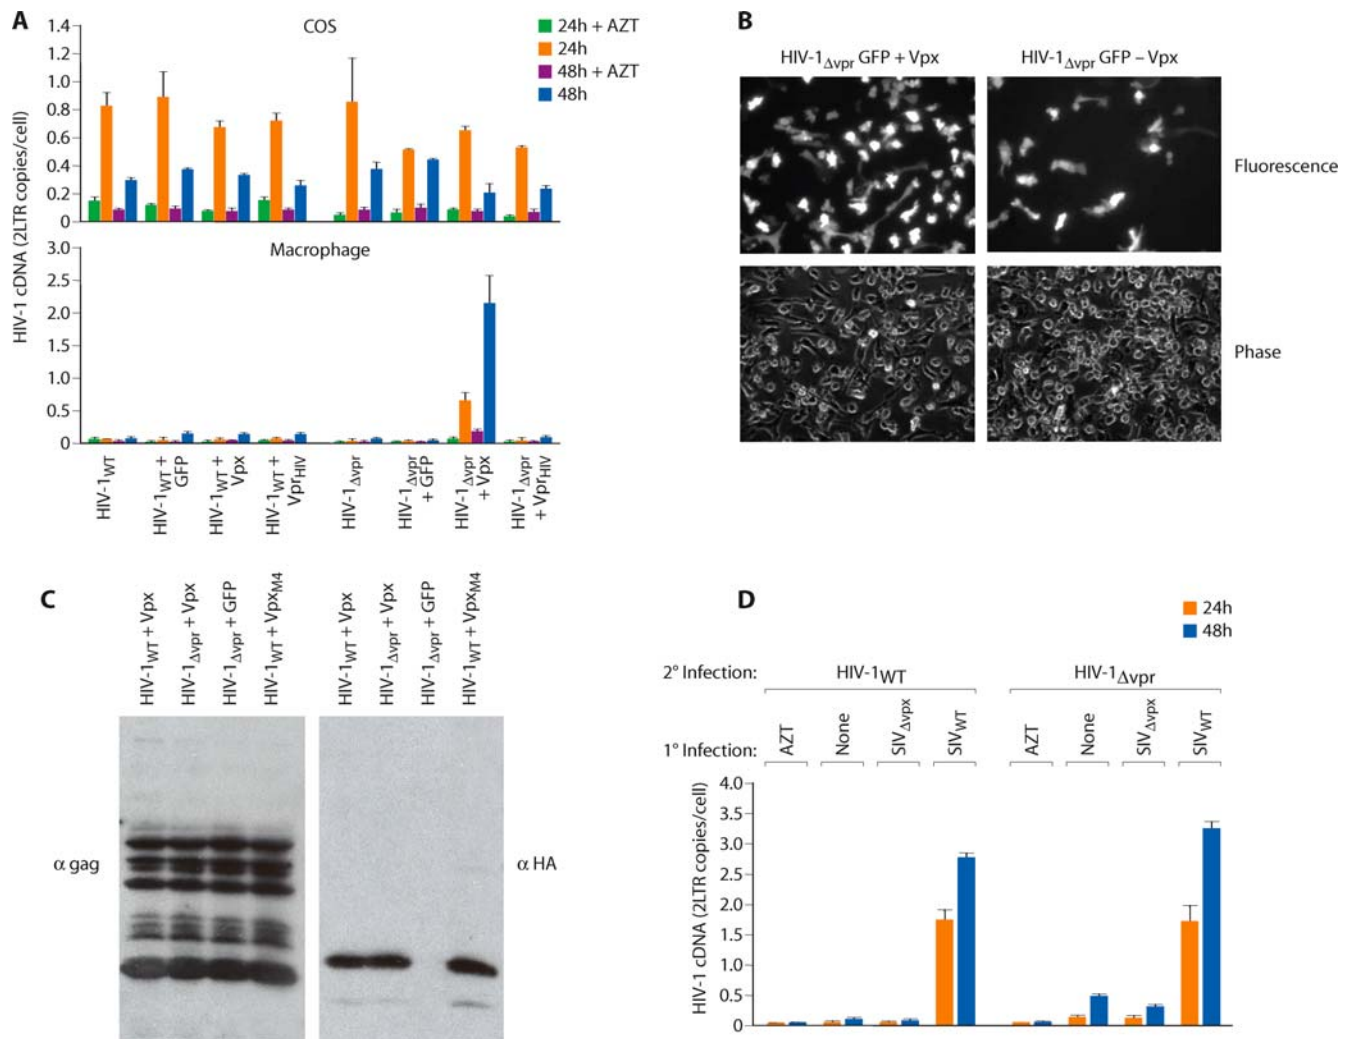 A
COS
24h + AZT
24h
48h + AZT
48h
1.4
1.2
1.0
0.8
0.6
0.4
0.2
0
Macrophage
3.0
2.5
2.0
1.5
1.0
0.5
0
HIV-1 cDNA (2LTR copies/cell)
HIV-1WT
HIV-1WT + GFP
HIV-1WT + Vpx
HIV-1WT + VprHIV
HIV-1Δvpr
HIV-1Δvpr + GFP
HIV-1Δvpr + Vpx
HIV-1Δvpr + VprHIV
B
HIV-1Δvpr GFP + Vpx
HIV-1Δvpr GFP – Vpx
Fluorescence
Phase
C
HIV-1WT + Vpx
HIV-1Δvpr + Vpx
HIV-1Δvpr + GFP
HIV-1WT + VpxM4
HIV-1WT + Vpx
HIV-1Δvpr + Vpx
HIV-1Δvpr + GFP
HIV-1WT + VpxM4
α gag
α HA
D
24h
48h
2° Infection:
HIV-1WT
HIV-1Δvpr
1° Infection:
AZT
None
SIVΔvpx
SIVWT
AZT
None
SIVΔvpx
SIVWT
HIV-1 cDNA (2LTR copies/cell)
4.0
3.5
3.0
2.5
2.0
1.5
1.0
0.5
0